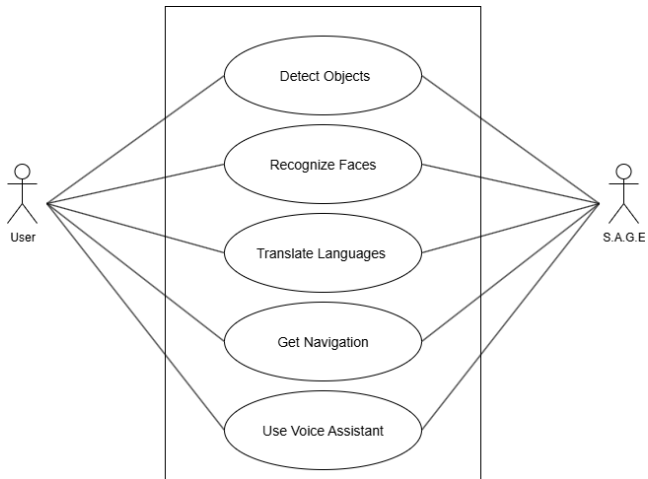 Detect Objects
Recognize Faces
Translate Languages
Get Navigation
Use Voice Assistant
User
S.A.G.E